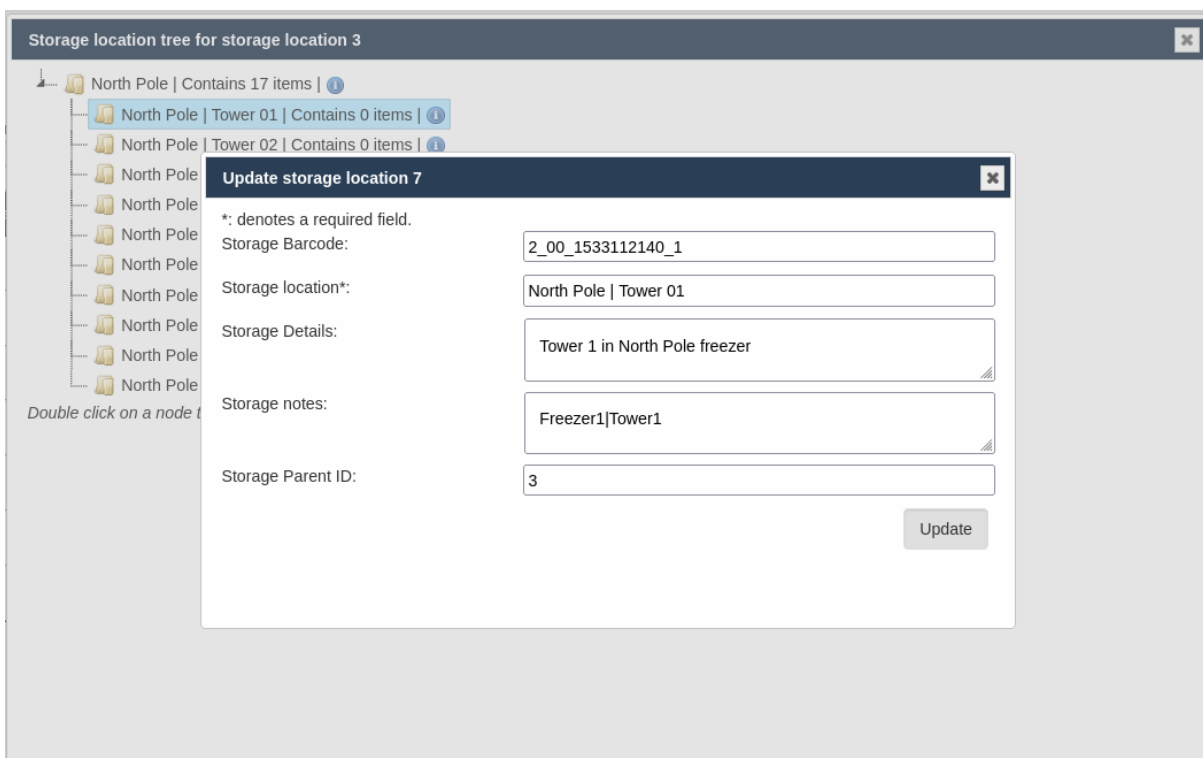 Storage location tree for storage location 3
North Pole | Contains 17 items |
North Pole | Tower 01 | Contains 0 items |
North Pole | Tower 02 | Contains 0 items |
North Pole
North Pole
North Pole
North Pole
North Pole
North Pole
North Pole
North Pole
Double click on a node t
Update storage location 7
*: denotes a required field.
Storage Barcode:
2_00_1533112140_1
Storage location*:
North Pole | Tower 01
Storage Details:
Tower 1 in North Pole freezer
Storage notes:
Freezer1|Tower1
Storage Parent ID:
3
Update